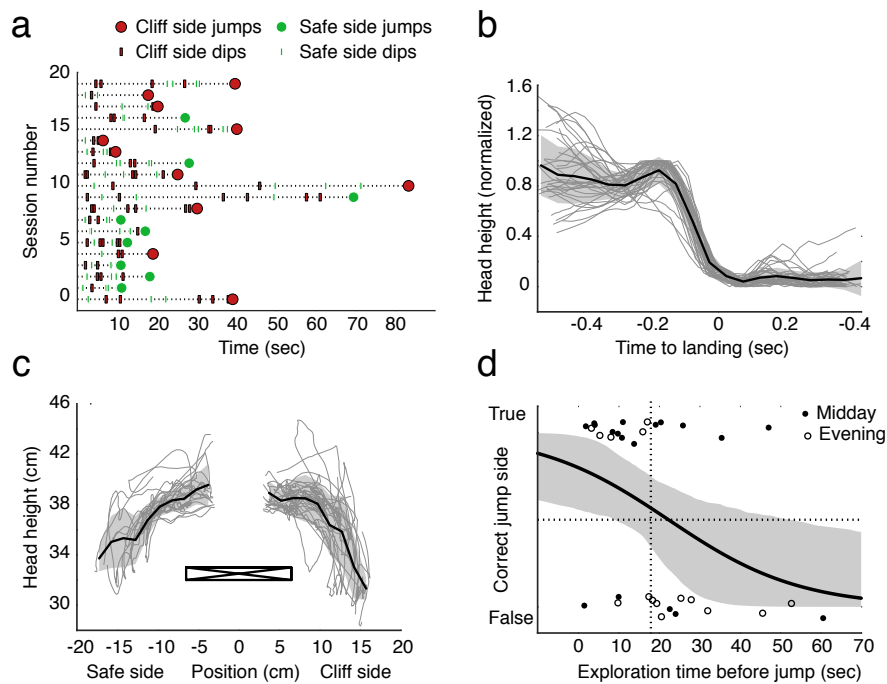 a
Cliff side jumps
Safe side jumps
Cliff side dips
Safe side dips
20
15
10
5
0
Session number
10 20 30 40 50 60 70 80
Time (sec)
b
1.6
1.2
0.8
0.4
0
Head height (normalized)
-0.4 -0.2 0 0.2 -0.4
Time to landing (sec)
c
46
42
38
34
30
Head height (cm)
-20 -15 -10 -5 0 5 10 15 20
Safe side Position (cm) Cliff side
d
True
Midday
Evening
Correct jump side
False
0 10 20 30 40 50 60 70
Exploration time before jump (sec)